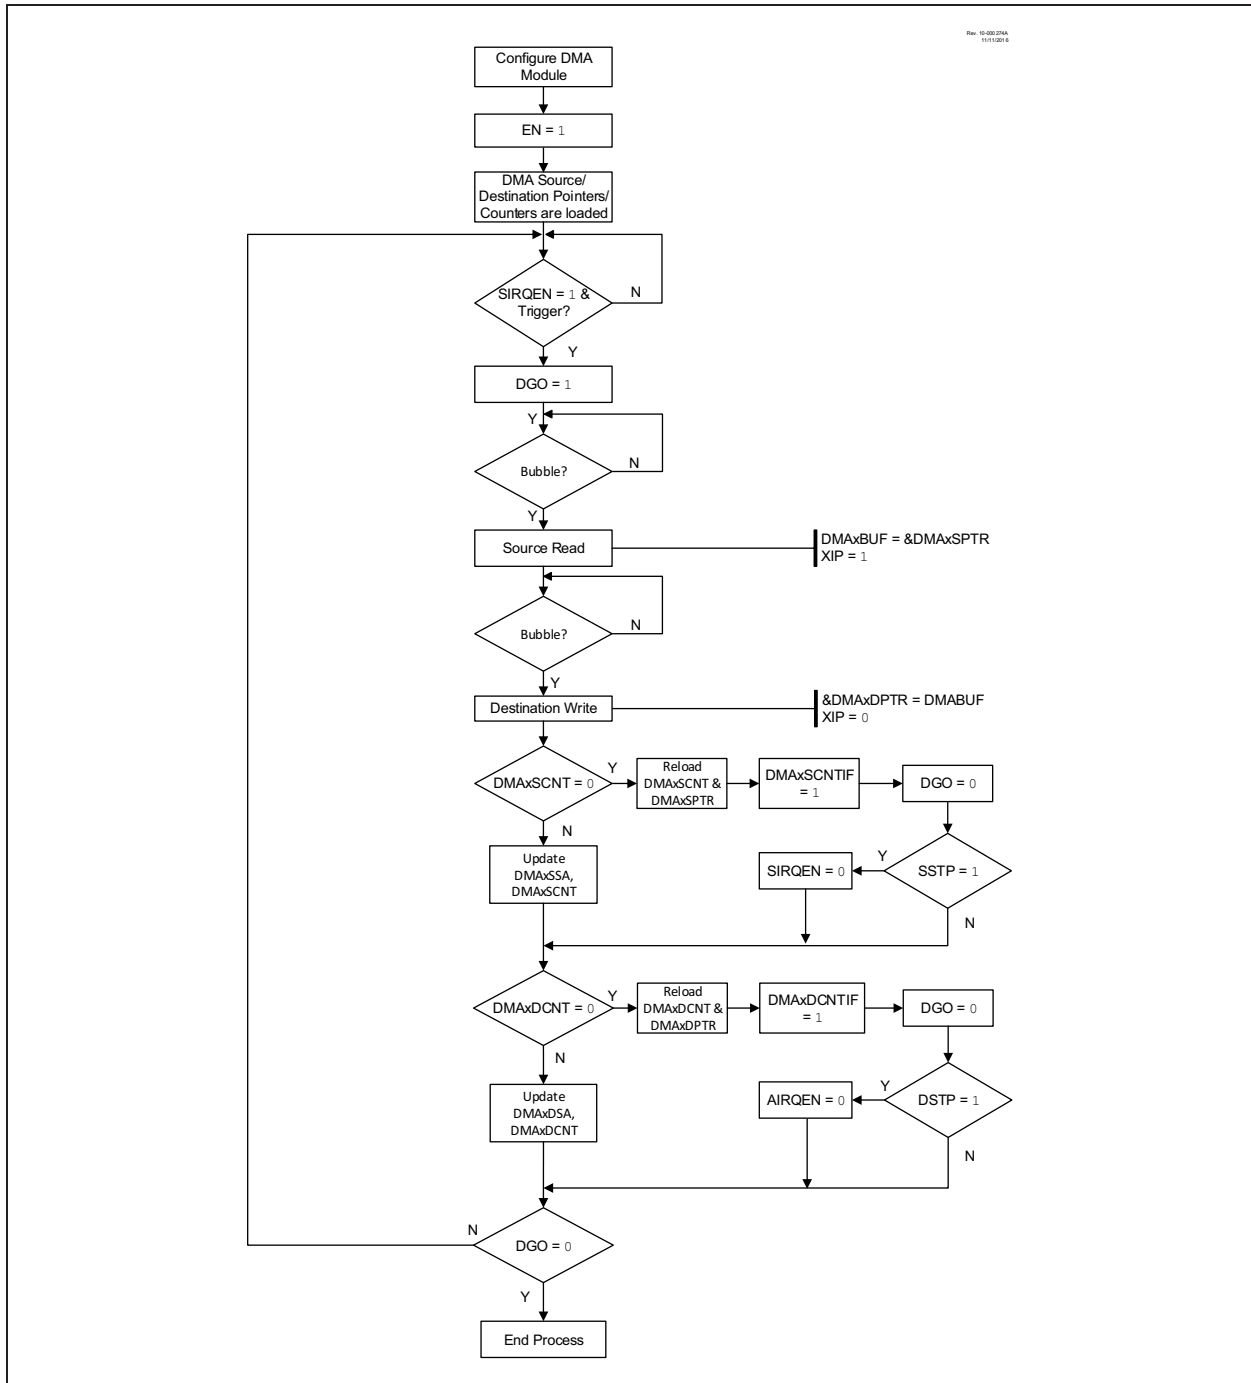 Rev. 10-000 274A
11/11/2016
Configure DMA
Module
EN = 1
DMA Source/
Destination Pointers/
Counters are loaded
SIRQEN = 1 &
Trigger?
N
Y
DGO = 1
Y
Bubble?
N
Y
Source Read
DMAxBUF = &DMAxSPTR
XIP = 1
Bubble?
N
Y
Destination Write
&DMAxDPTR = DMABUF
XIP = 0
DMAxSCNT = 0
Y
Reload
DMAxSCNT &
DMAxSPTR
DMAxSCNTIF
= 1
DGO = 0
N
Update
DMAxSSA,
DMAxSCNT
SIRQEN = 0
Y
SSTP = 1
N
DMAxDCNT = 0
Y
Reload
DMAxDCNT &
DMAxDPTR
DMAxDCNTIF
= 1
DGO = 0
N
Update
DMAxDSA,
DMAxDCNT
AIRQEN = 0
Y
DSTP = 1
N
N
DGO = 0
Y
End Process